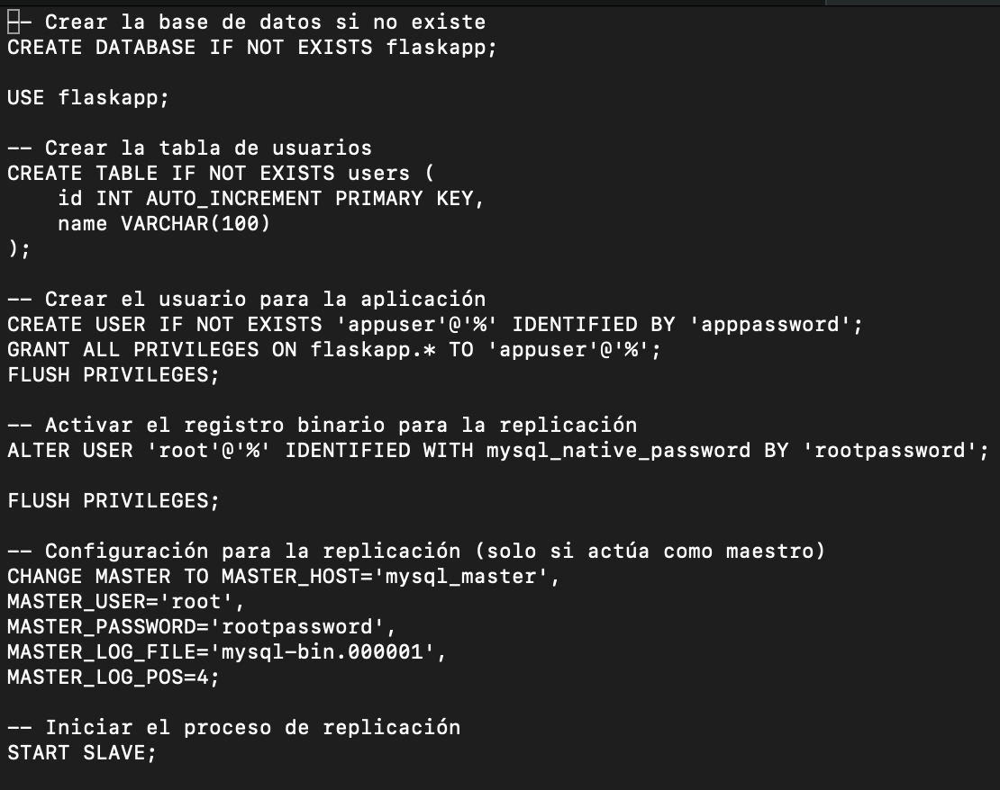 -- Crear la base de datos si no existe
CREATE DATABASE IF NOT EXISTS flaskapp;
USE flaskapp;
-- Crear la tabla de usuarios
CREATE TABLE IF NOT EXISTS users (
    id INT AUTO_INCREMENT PRIMARY KEY,
    name VARCHAR(100)
);
-- Crear el usuario para la aplicación
CREATE USER IF NOT EXISTS 'appuser'@'%' IDENTIFIED BY 'apppassword';
GRANT ALL PRIVILEGES ON flaskapp.* TO 'appuser'@'%';
FLUSH PRIVILEGES;
-- Activar el registro binario para la replicación
ALTER USER 'root'@'%' IDENTIFIED WITH mysql_native_password BY 'rootpassword';
FLUSH PRIVILEGES;
-- Configuración para la replicación (solo si actúa como maestro)
CHANGE MASTER TO MASTER_HOST='mysql_master',
MASTER_USER='root',
MASTER_PASSWORD='rootpassword',
MASTER_LOG_FILE='mysql-bin.000001',
MASTER_LOG_POS=4;
-- Iniciar el proceso de replicación
START SLAVE;